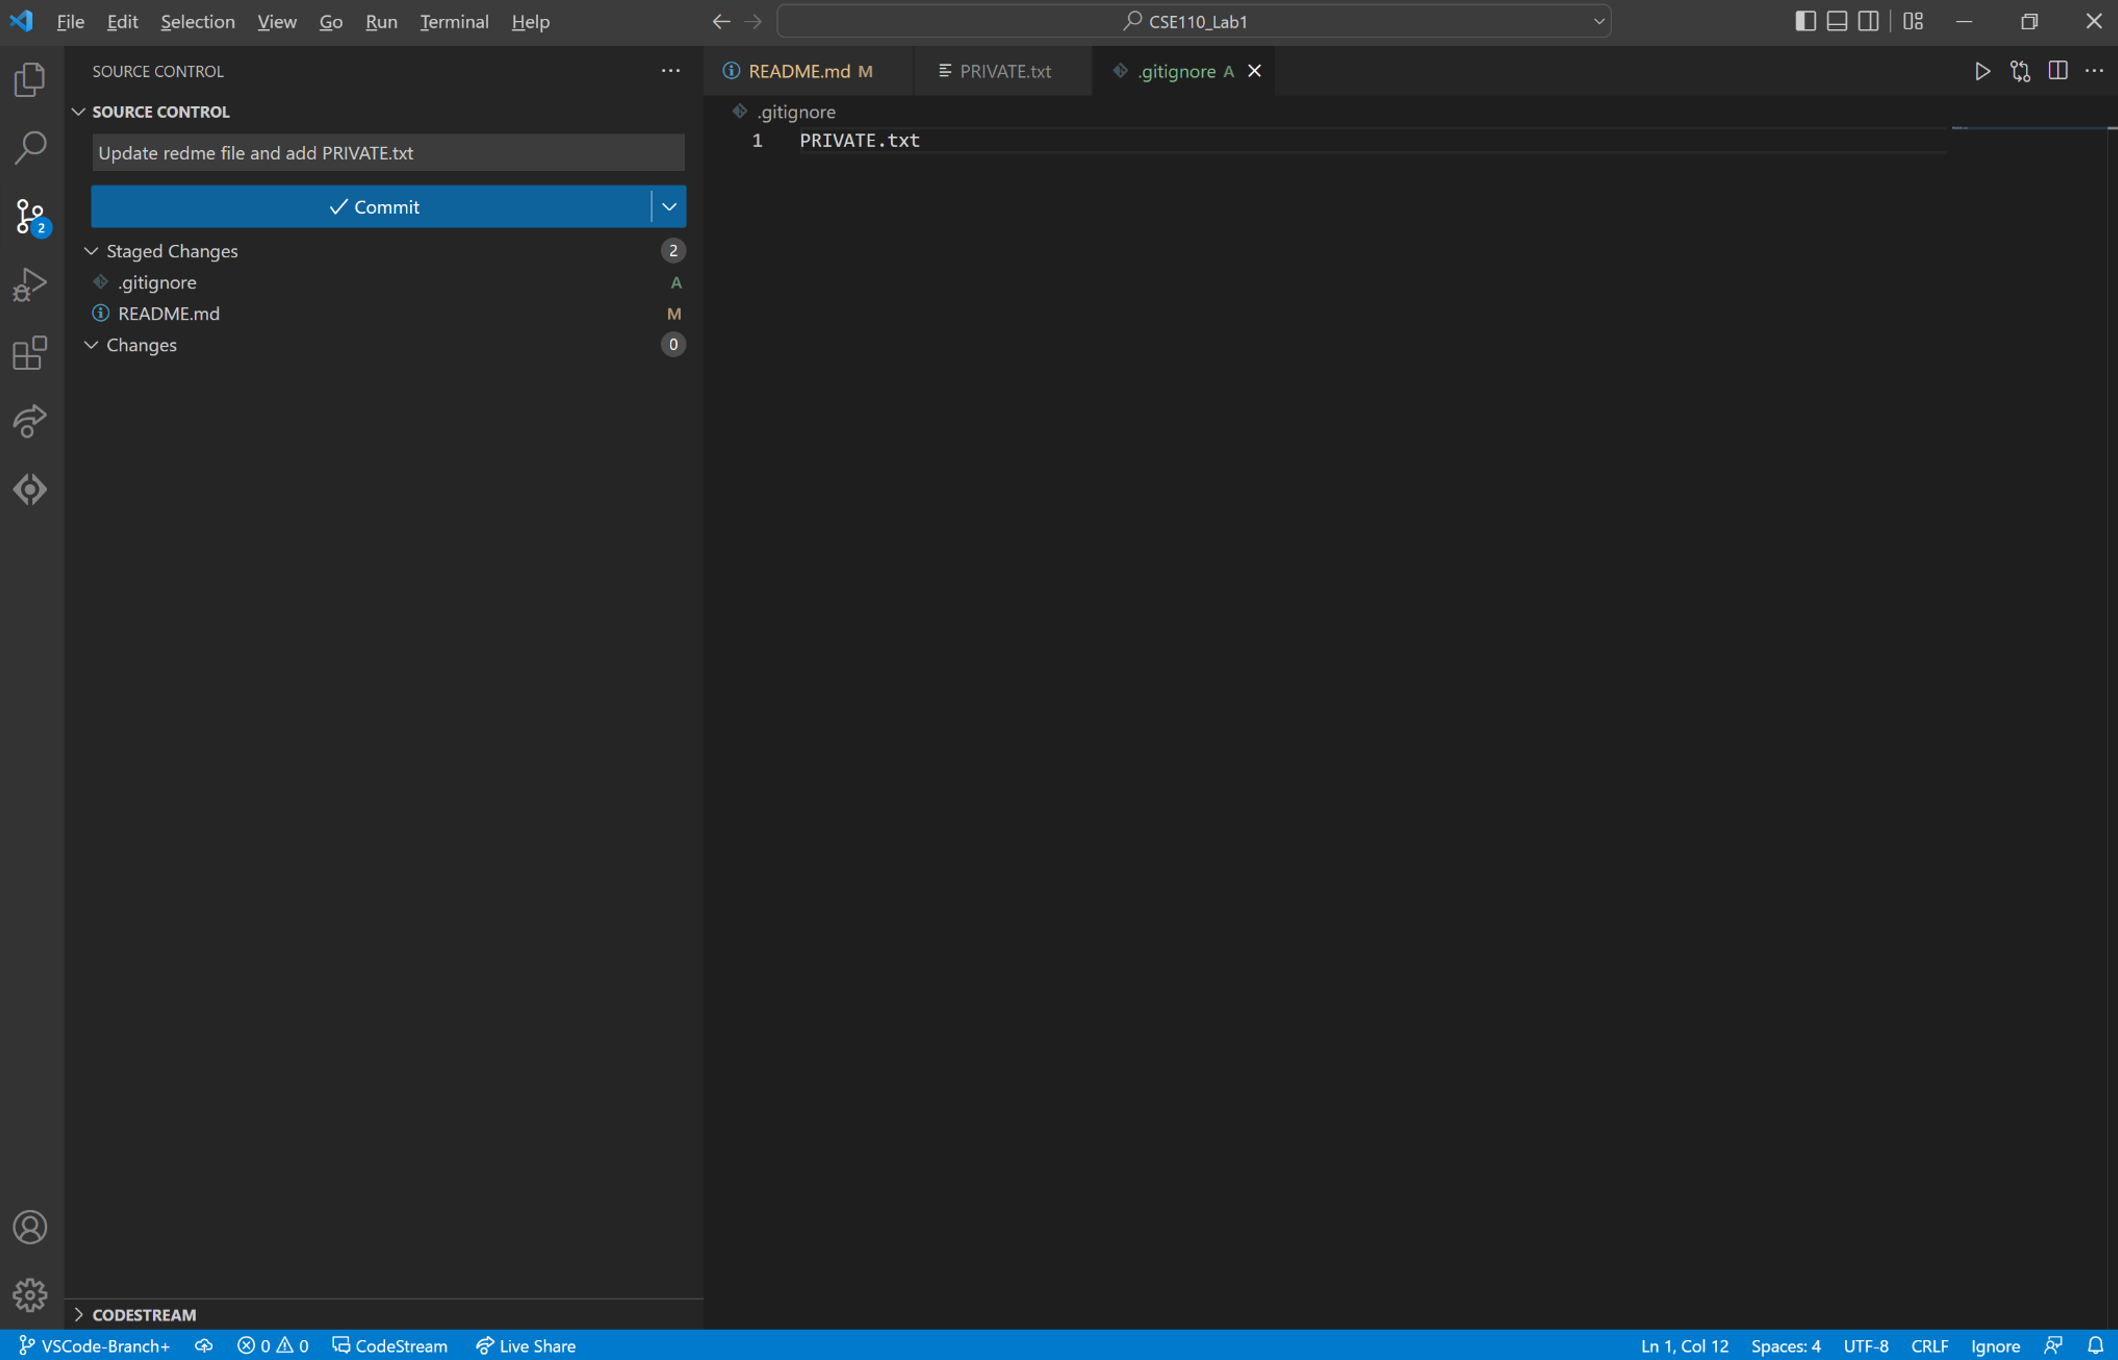 File Edit Selection View Go Run Terminal Help
CSE110_Lab1
SOURCE CONTROL
README.md M
PRIVATE.txt
.gitignore A
SOURCE CONTROL
.gitignore
Update redme file and add PRIVATE.txt
1 PRIVATE.txt
Commit
2
Staged Changes 2
.gitignore A
README.md M
Changes 0
CODESTREAM
VSCode-Branch+ 0 0 CodeStream Live Share Ln 1, Col 12 Spaces: 4 UTF-8 CRLF Ignore